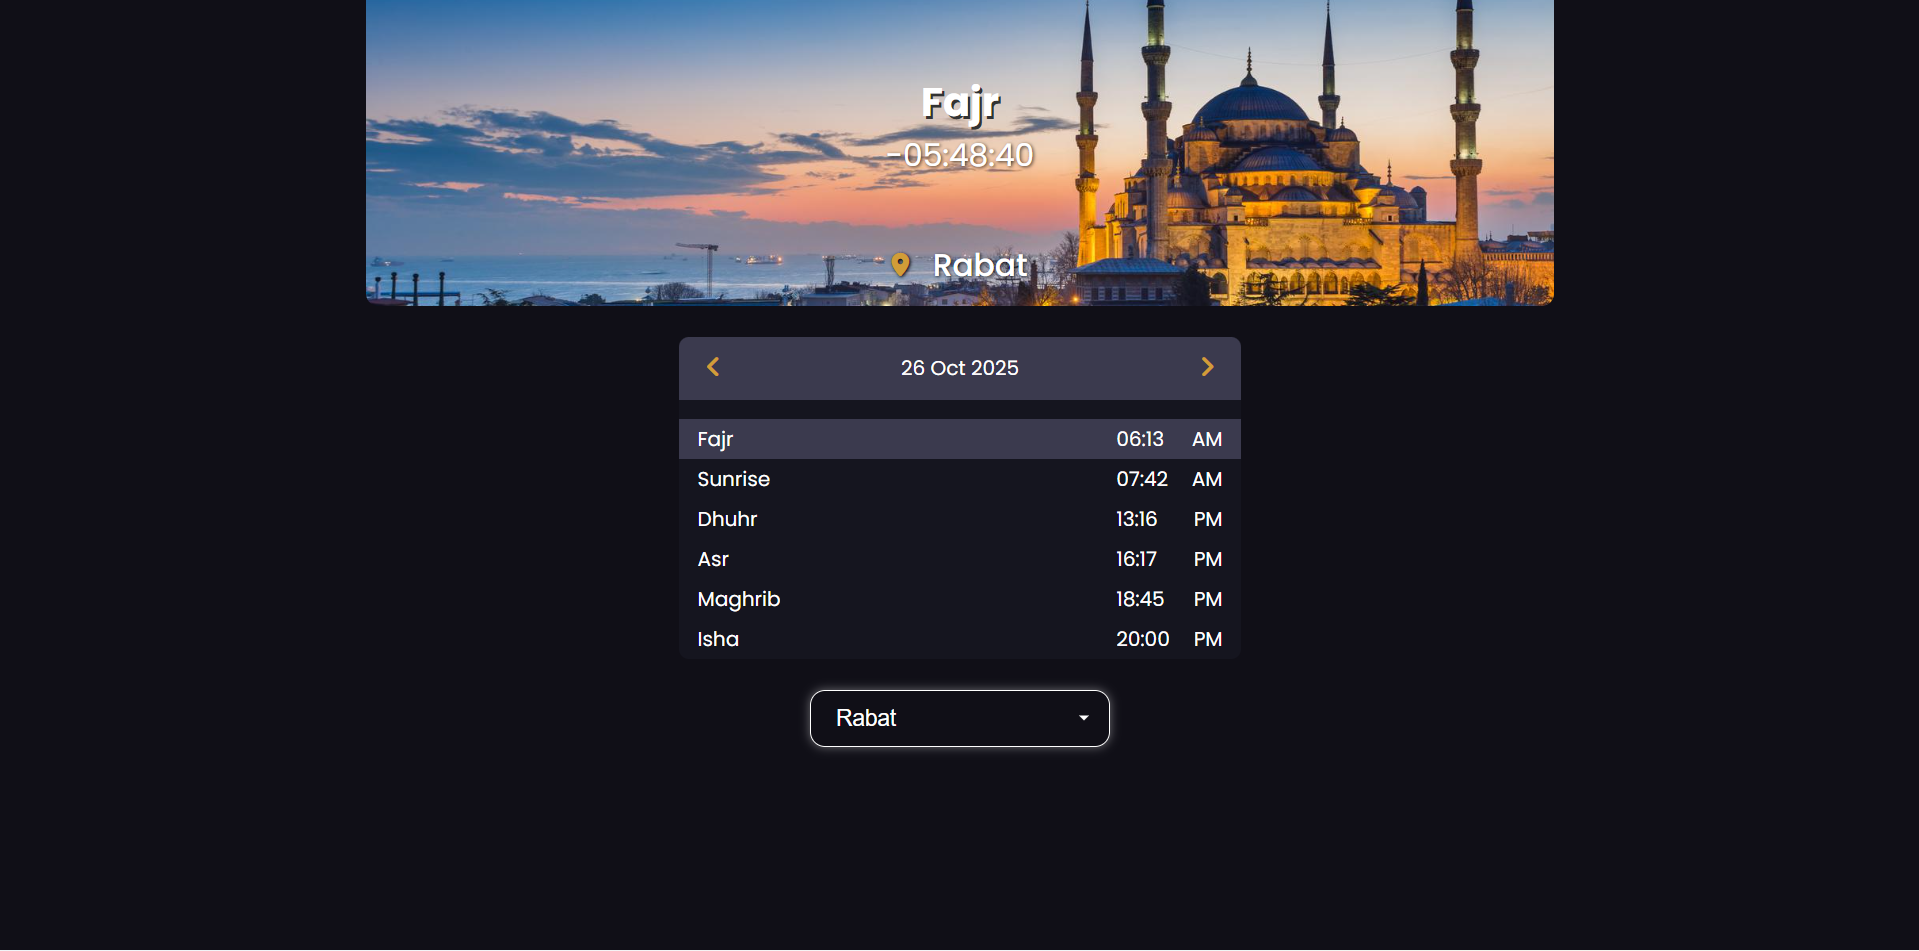 Fajr
-05:48:40
Rabat
26 Oct 2025
Fajr 06:13 AM
Sunrise 07:42 AM
Dhuhr 13:16 PM
Asr 16:17 PM
Maghrib 18:45 PM
Isha 20:00 PM
Rabat